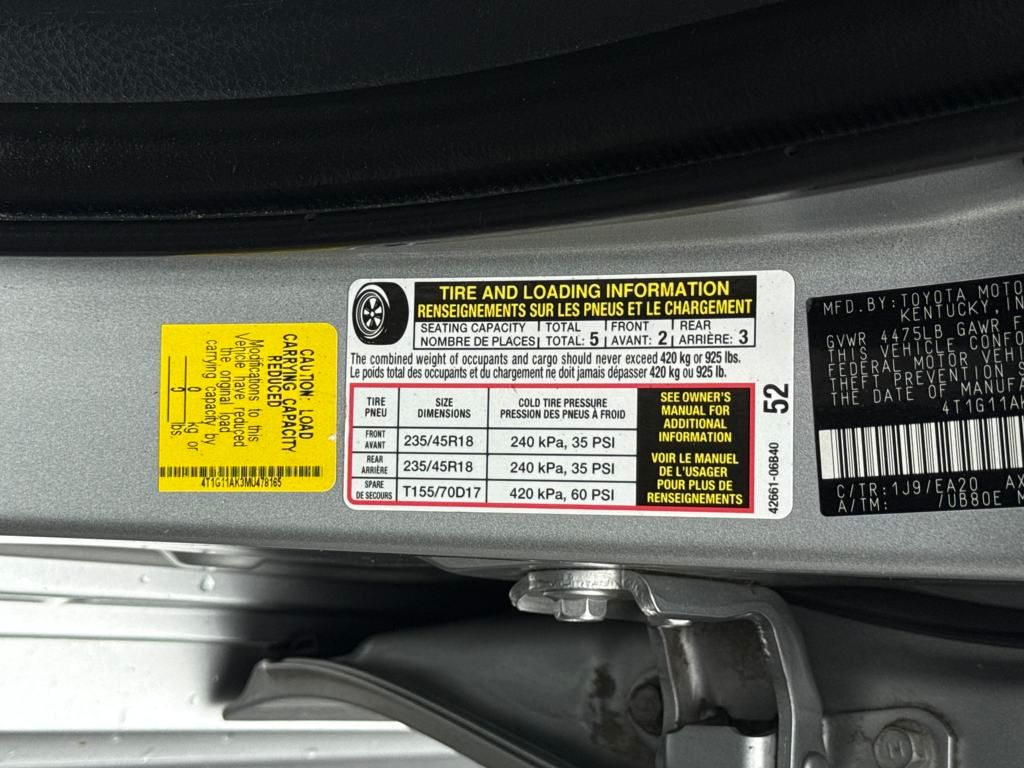 CAUTION: LOAD
CARRYING CAPACITY
REDUCED
Modifications to this
Vehicle have reduced
the original load
carrying capacity by
kg or
lbs
4T1G11AK3MU478165
TIRE AND LOADING INFORMATION
RENSEIGNEMENTS SUR LES PNEUS ET LE CHARGEMENT
SEATING CAPACITY TOTAL FRONT REAR
NOMBRE DE PLACES TOTAL: 5 AVANT: 2 ARRIÈRE: 3
The combined weight of occupants and cargo should never exceed 420 kg or 925 lbs.
Le poids total des occupants et du chargement ne doit jamais dépasser 420 kg ou 925 lb.
TIRE SIZE COLD TIRE PRESSURE
PNEU DIMENSIONS PRESSION DES PNEUS À FROID
FRONT
AVANT 235/45R18 240 kPa, 35 PSI
REAR
ARRIÈRE 235/45R18 240 kPa, 35 PSI
SPARE
DE SECOURS T155/70D17 420 kPa, 60 PSI
SEE OWNER'S
MANUAL FOR
ADDITIONAL
INFORMATION
VOIR LE MANUEL
DE L'USAGER
POUR PLUS DE
RENSEIGNEMENTS
52
42661-06B40
MFD.BY:TOYOTA MOTO
KENTUCKY, IN
GVWR 4475LB GAWR F
THIS VEHICLE CONFO
FEDERAL MOTOR VEHI
THEFT PREVENTION S
THE DATE OF MANUFA
4T1G11AK
C/TR:1J9/EA20 AX
A/TM: /UB80E M